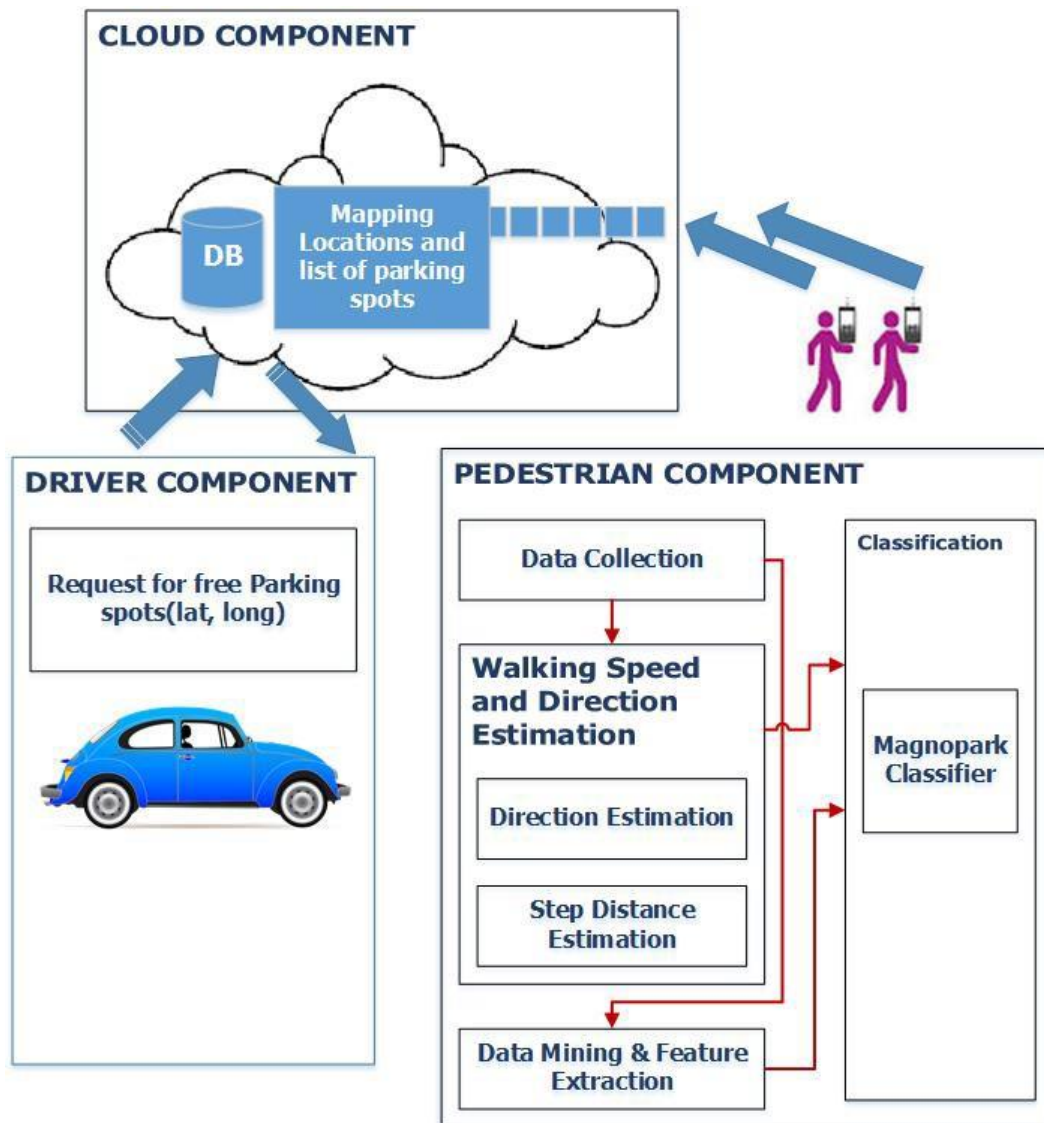 CLOUD COMPONENT
DB
Mapping
Locations and
list of parking
spots
DRIVER COMPONENT
Request for free Parking
spots(lat, long)
PEDESTRIAN COMPONENT
Data Collection
Walking Speed
and Direction
Estimation
Direction Estimation
Step Distance
Estimation
Data Mining & Feature
Extraction
Classification
Magnopark
Classifier